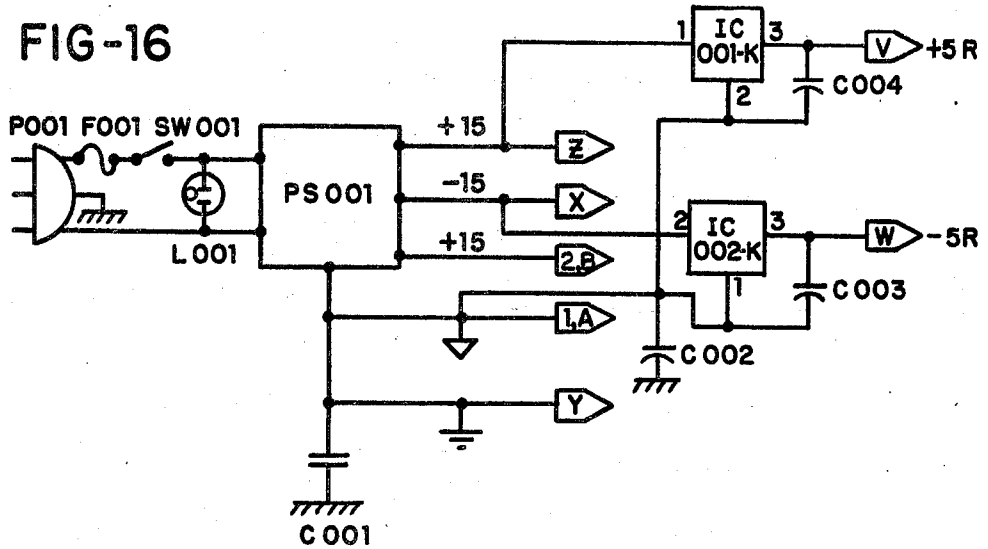 FIG-16
P001 F001 SW001
L001
PS001
+15
-15
+15
Z
X
2,B
1,A
Y
C001
1
IC
001-K
3
2
V
+5R
C004
2
IC
002-K
3
1
W
-5R
C003
C002